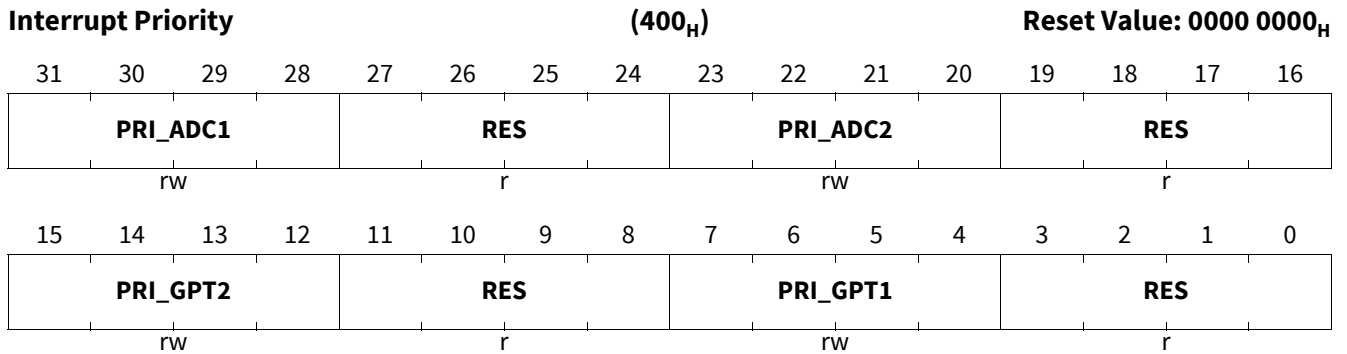 Interrupt Priority (400H) Reset Value: 0000 0000H
31 30 29 28 27 26 25 24 23 22 21 20 19 18 17 16
PRI_ADC1 RES PRI_ADC2 RES
rw r rw r
15 14 13 12 11 10 9 8 7 6 5 4 3 2 1 0
PRI_GPT2 RES PRI_GPT1 RES
rw r rw r